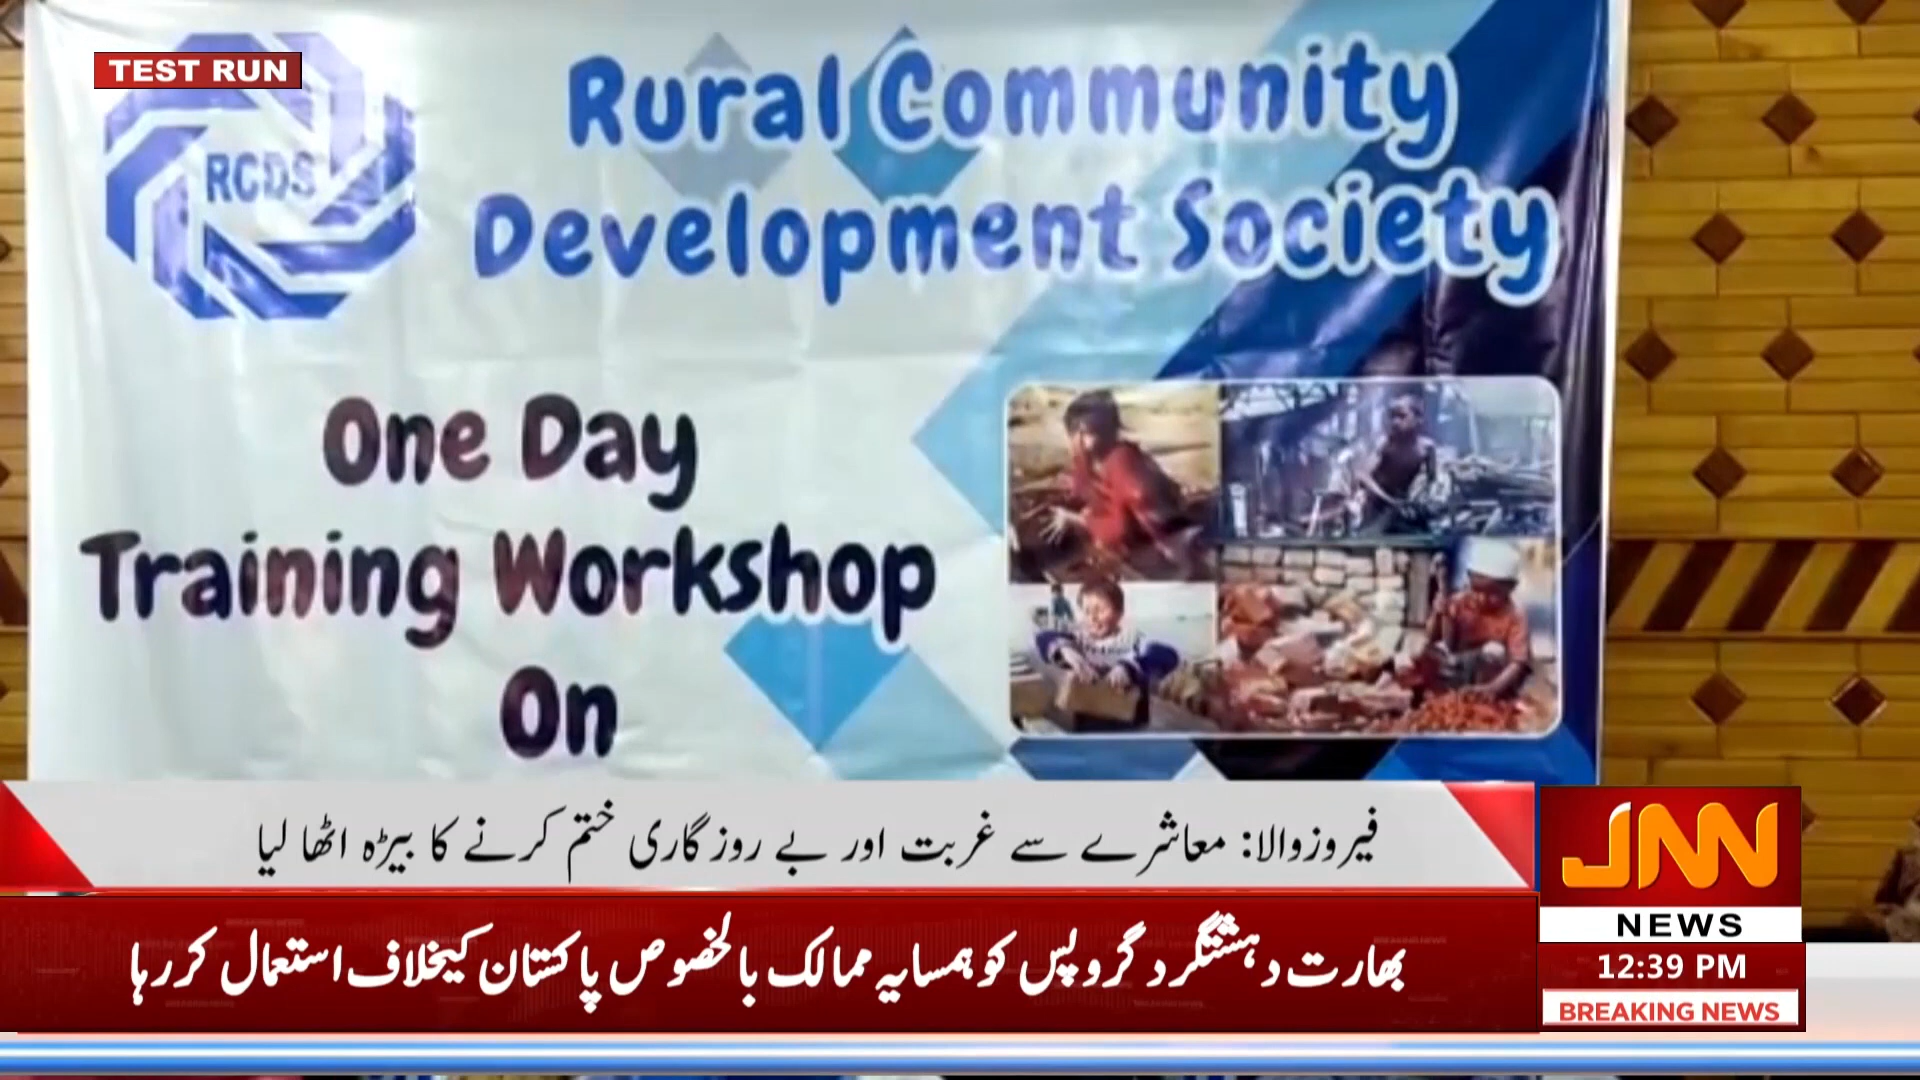 TEST RUN
RCDS
Rural Community
Development Society
One Day
Training Workshop
On
فیروزوالا: معاشرے سے غربت اور بے روزگاری ختم کرنے کا بیڑہ اٹھا لیا
بھارت دہشتگرد گروپس کو ہمسایہ ممالک بالخصوص پاکستان کیخلاف استعمال کر رہا
JNN
NEWS
12:39 PM
BREAKING NEWS